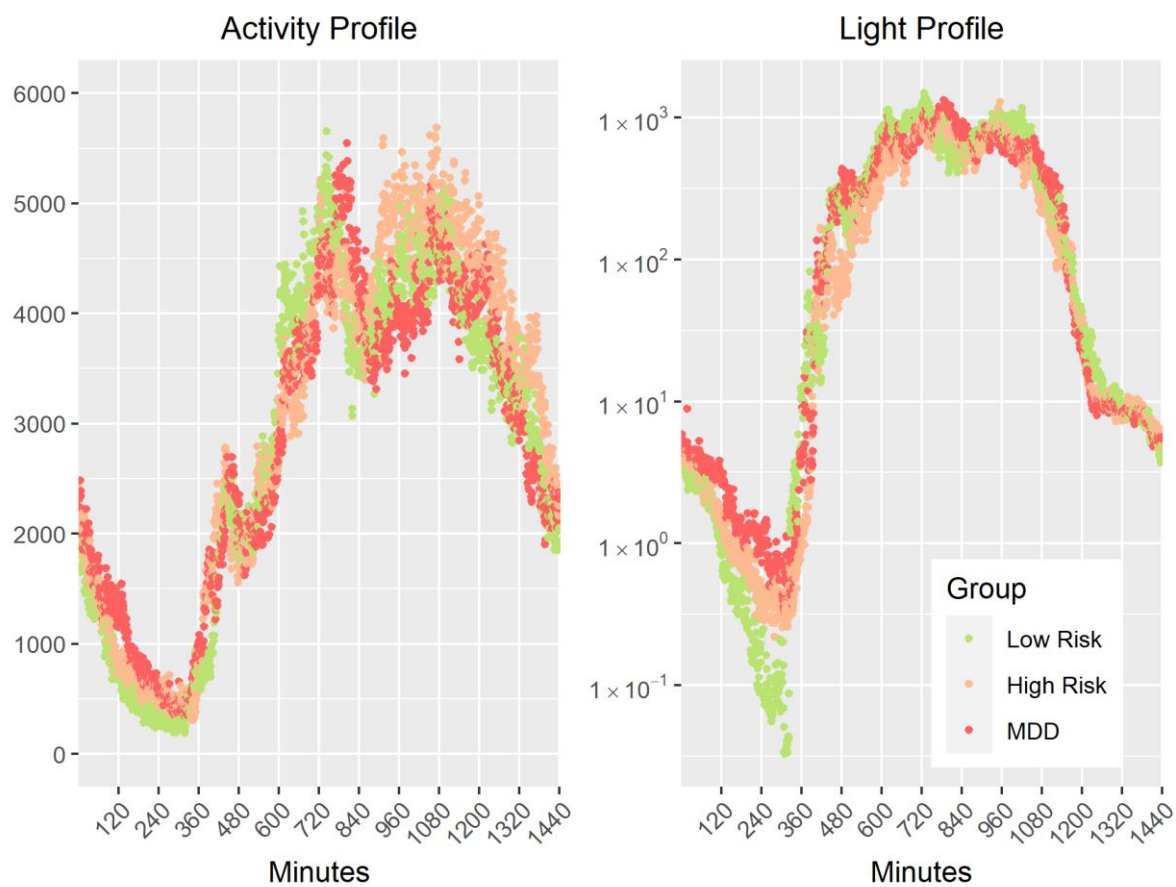 Activity Profile
6000
5000
4000
3000
2000
1000
0
120 240 360 480 600 720 840 960 1080 1200 1320 1440
Minutes
Light Profile
1 × 10³
1 × 10²
1 × 10¹
1 × 10⁰
1 × 10⁻¹
Group
Low Risk
High Risk
MDD
120 240 360 480 600 720 840 960 1080 1200 1320 1440
Minutes